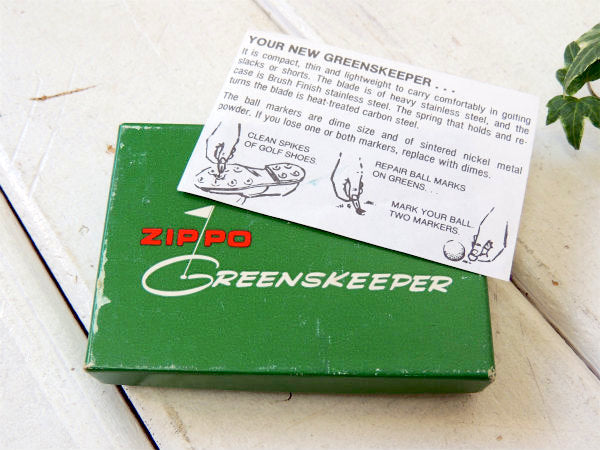 YOUR NEW GREENSKEEPER . . .
It is compact, thin and lightweight to carry comfortably in golfing
slacks or shorts. The blade is of heavy stainless steel, and the
case is Brush Finish stainless steel. The spring that holds and re-
turns the blade is heat-treated carbon steel.
The ball markers are dime size and of sintered nickel metal
powder. If you lose one or both markers, replace with dimes.
CLEAN SPIKES
OF GOLF SHOES.
REPAIR BALL MARKS
ON GREENS. . .
MARK YOUR BALL.
TWO MARKERS.
ZIPPO
GREENSKEEPER